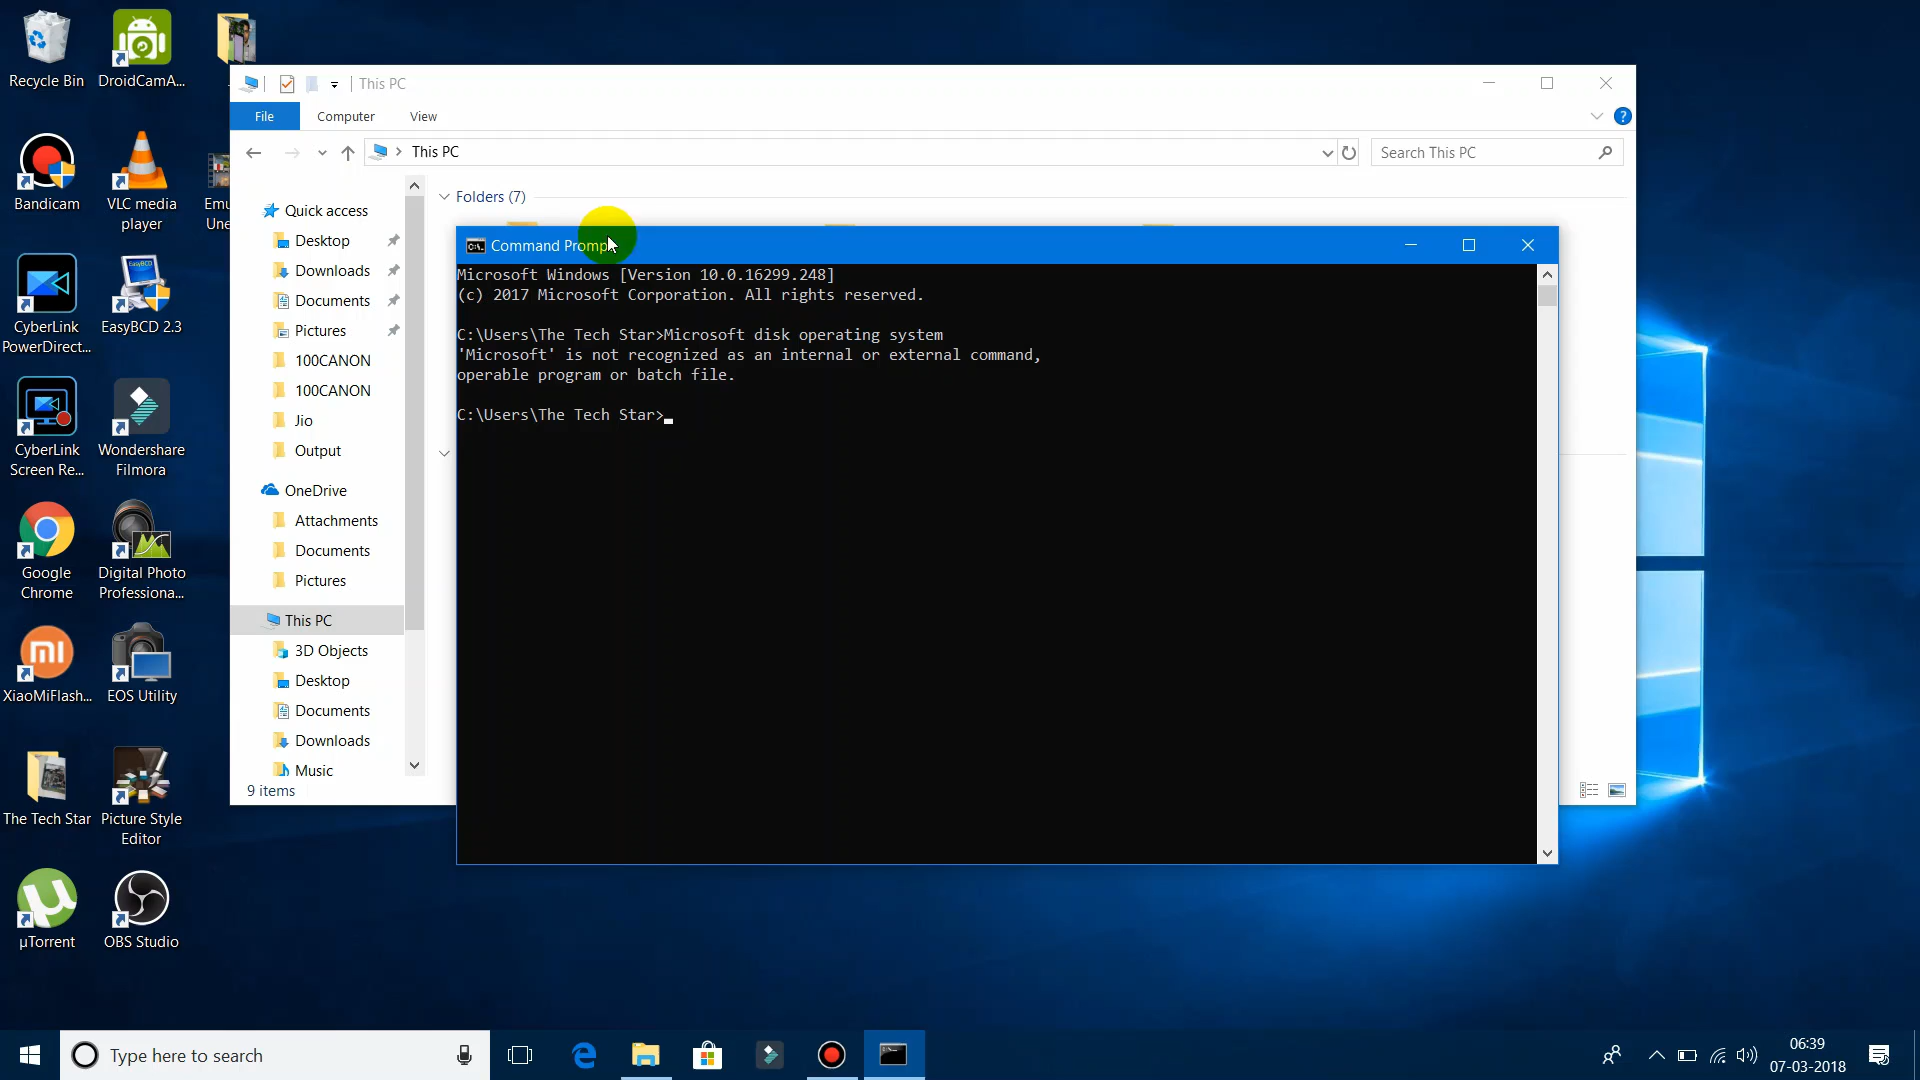 Recycle Bin
DroidCamA...
Bandicam
VLC media
player
Emu
Une
CyberLink
PowerDirect...
EasyBCD
EasyBCD 2.3
CyberLink
Screen Re...
Wondershare
Filmora
Google
Chrome
Digital Photo
Professiona...
XiaoMiFlash...
EOS Utility
The Tech Star
Picture Style
Editor
µTorrent
OBS Studio
This PC
File
Computer
View
This PC
Search This PC
Quick access
Desktop
Downloads
Documents
Pictures
100CANON
100CANON
Jio
Output
OneDrive
Attachments
Documents
Pictures
This PC
3D Objects
Desktop
Documents
Downloads
Music
9 items
Folders (7)
Command Promp
Microsoft Windows [Version 10.0.16299.248]
(c) 2017 Microsoft Corporation. All rights reserved.
C:\Users\The Tech Star>Microsoft disk operating system
'Microsoft' is not recognized as an internal or external command,
operable program or batch file.
C:\Users\The Tech Star>
Type here to search
06:39
07-03-2018